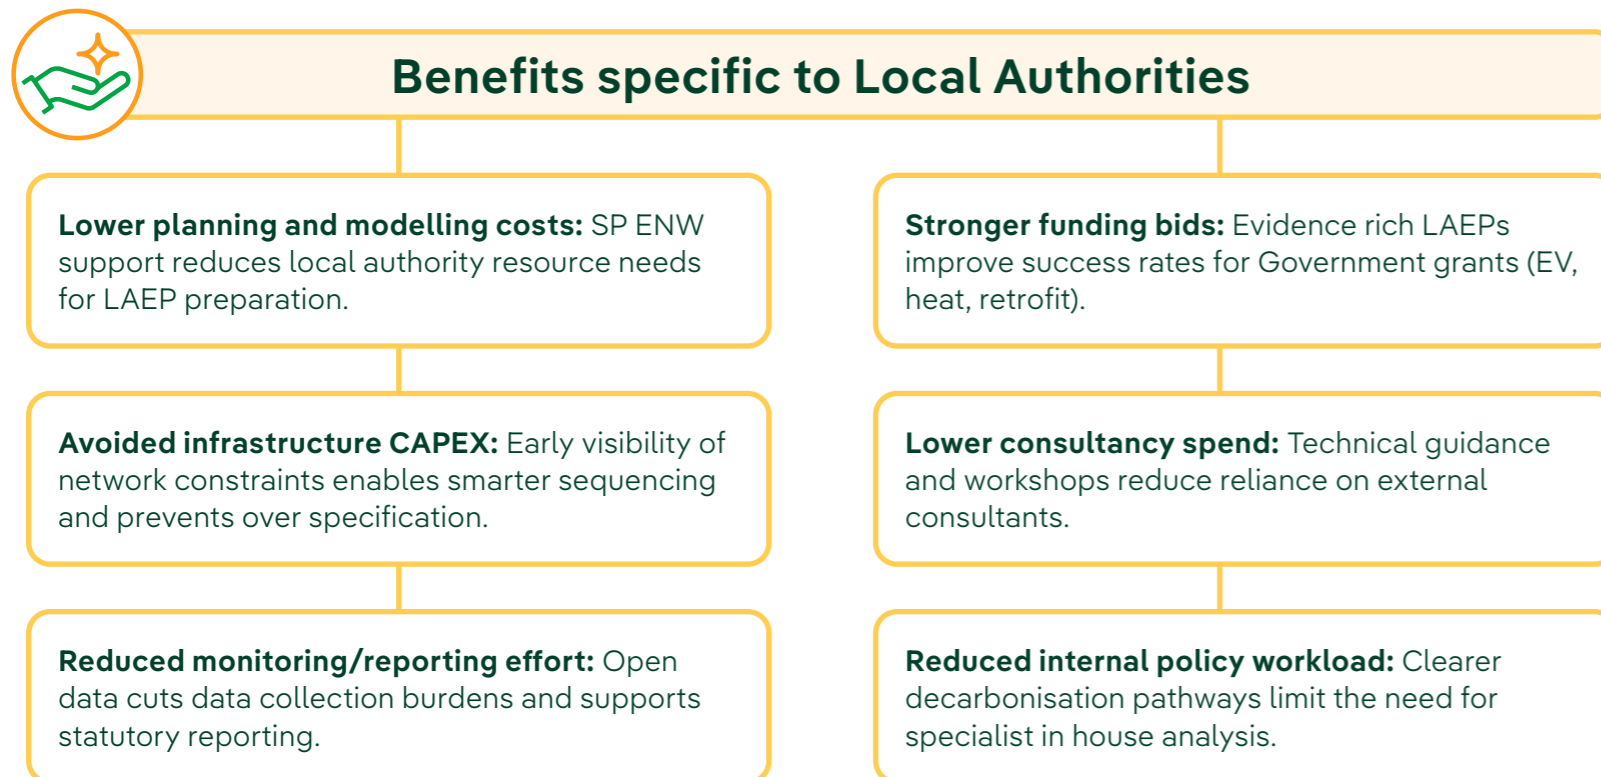 Benefits specific to Local Authorities
Lower planning and modelling costs: SP ENW
support reduces local authority resource needs
for LAEP preparation.
Avoided infrastructure CAPEX: Early visibility of
network constraints enables smarter sequencing
and prevents over specification.
Reduced monitoring/reporting effort: Open
data cuts data collection burdens and supports
statutory reporting.
Stronger funding bids: Evidence rich LAEPs
improve success rates for Government grants (EV,
heat, retrofit).
Lower consultancy spend: Technical guidance
and workshops reduce reliance on external
consultants.
Reduced internal policy workload: Clearer
decarbonisation pathways limit the need for
specialist in house analysis.